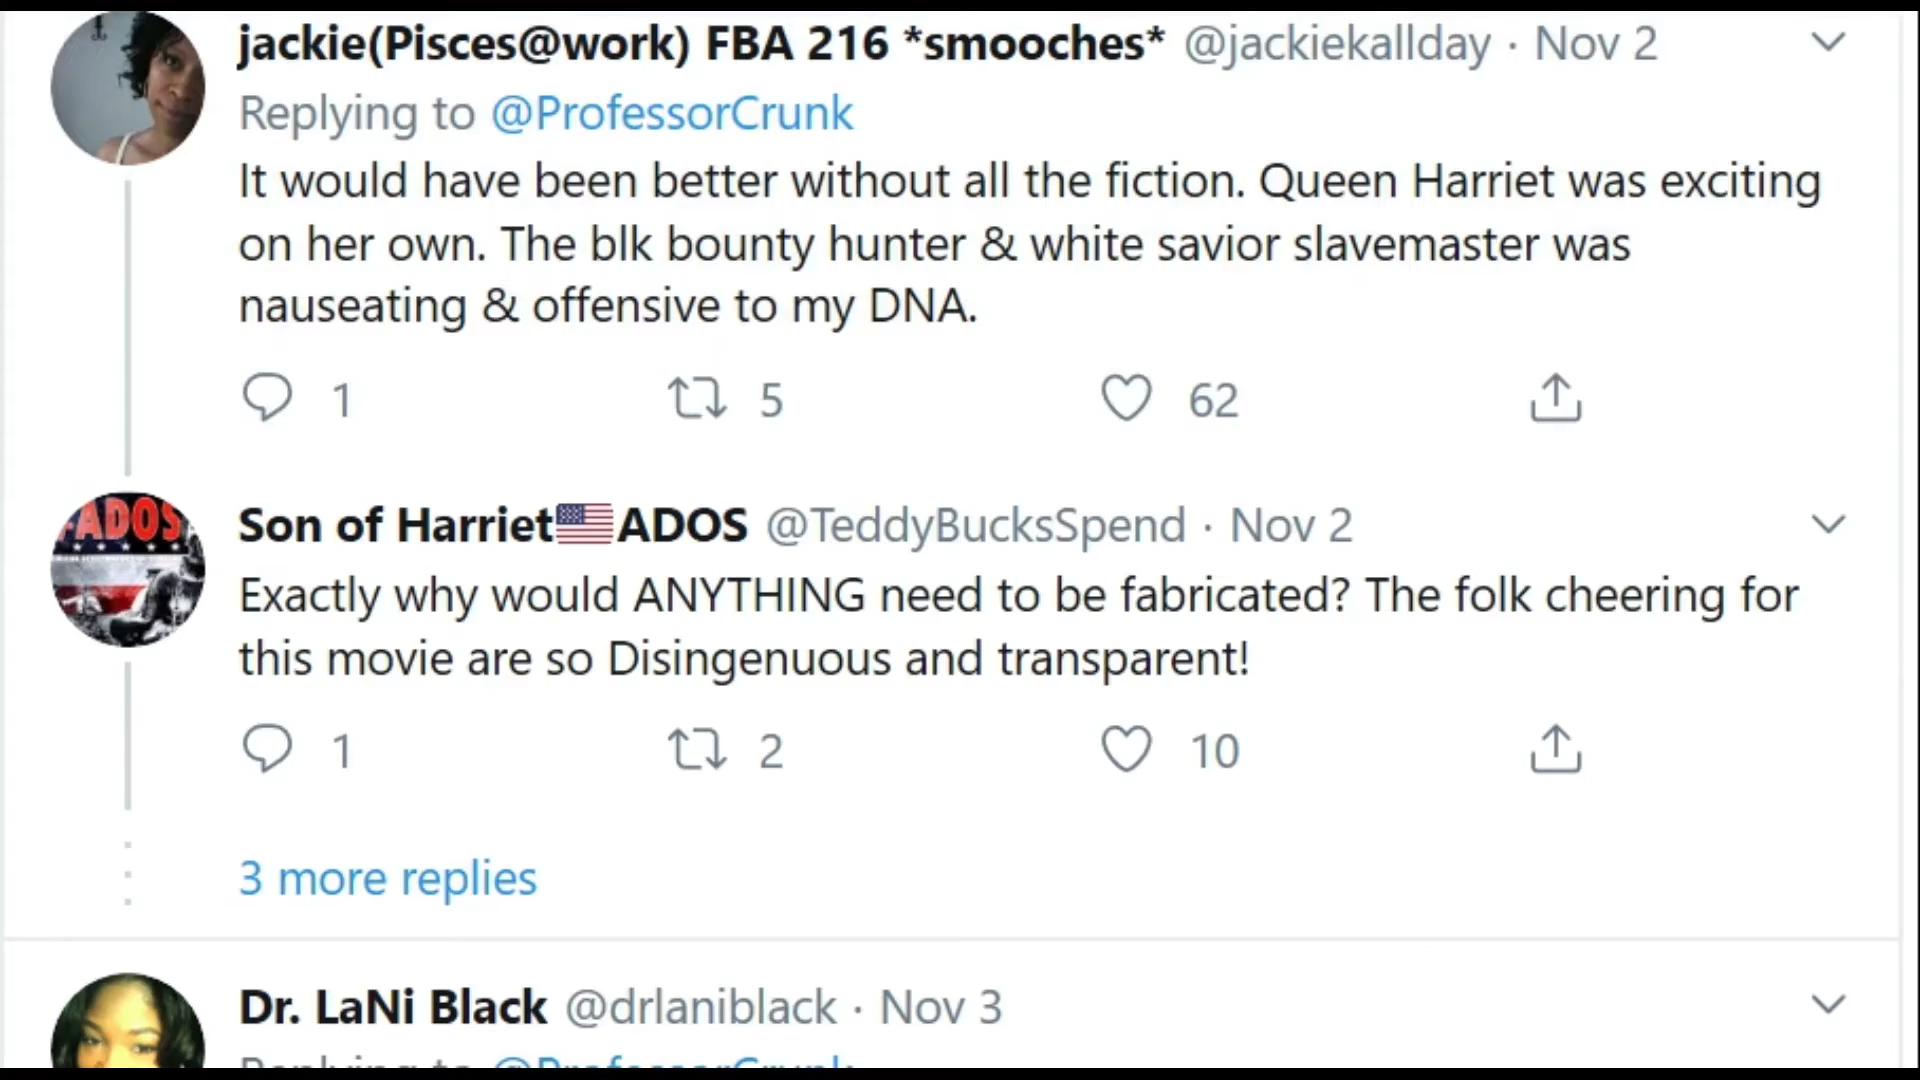 jackie(Pisces@work) FBA 216 *smooches* @jackiekallday · Nov 2
Replying to @ProfessorCrunk
It would have been better without all the fiction. Queen Harriet was exciting
on her own. The blk bounty hunter & white savior slavemaster was
nauseating & offensive to my DNA.
1 5 62
ADOS
Son of Harriet🇺🇸ADOS @TeddyBucksSpend · Nov 2
Exactly why would ANYTHING need to be fabricated? The folk cheering for
this movie are so Disingenuous and transparent!
1 2 10
3 more replies
Dr. LaNi Black @drlaniblack · Nov 3
Replying to @ProfessorCrunk